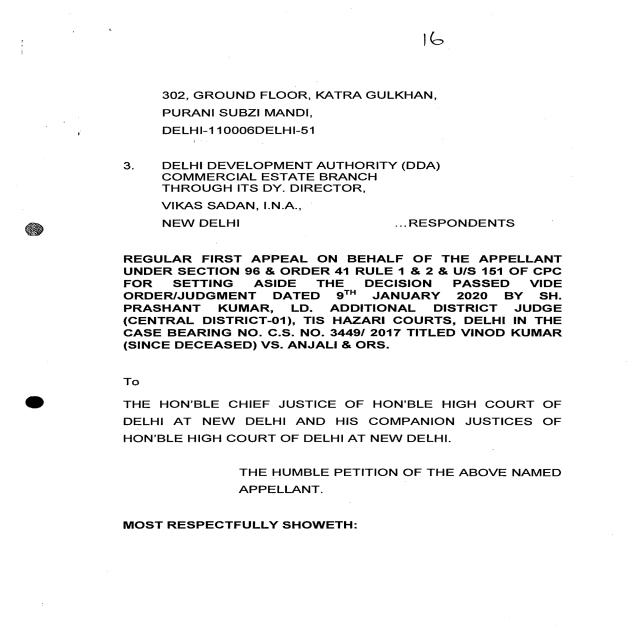 16
302, GROUND FLOOR, KATRA GULKHAN,
PURANI SUBZI MANDI,
DELHI-110006DELHI-51
3. DELHI DEVELOPMENT AUTHORITY (DDA)
COMMERCIAL ESTATE BRANCH
THROUGH ITS DY. DIRECTOR,
VIKAS SADAN, I.N.A.,
NEW DELHI ...RESPONDENTS
REGULAR FIRST APPEAL ON BEHALF OF THE APPELLANT
UNDER SECTION 96 & ORDER 41 RULE 1 & 2 & U/S 151 OF CPC
FOR SETTING ASIDE THE DECISION PASSED VIDE
ORDER/JUDGMENT DATED 9TH JANUARY 2020 BY SH.
PRASHANT KUMAR, LD. ADDITIONAL DISTRICT JUDGE
(CENTRAL DISTRICT-01), TIS HAZARI COURTS, DELHI IN THE
CASE BEARING NO. C.S. NO. 3449/ 2017 TITLED VINOD KUMAR
(SINCE DECEASED) VS. ANJALI & ORS.
To
THE HON'BLE CHIEF JUSTICE OF HON'BLE HIGH COURT OF
DELHI AT NEW DELHI AND HIS COMPANION JUSTICES OF
HON'BLE HIGH COURT OF DELHI AT NEW DELHI.
THE HUMBLE PETITION OF THE ABOVE NAMED
APPELLANT.
MOST RESPECTFULLY SHOWETH: